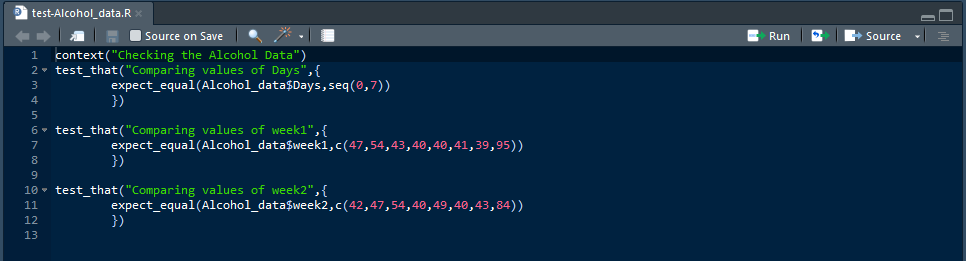 test-Alcohol_data.R
Source on Save
Run
Source
1 context("Checking the Alcohol Data")
2 test_that("Comparing values of Days",{
3 expect_equal(Alcohol_data$Days,seq(0,7))
4 })
5
6 test_that("Comparing values of week1",{
7 expect_equal(Alcohol_data$week1,c(47,54,43,40,40,41,39,95))
8 })
9
10 test_that("Comparing values of week2",{
11 expect_equal(Alcohol_data$week2,c(42,47,54,40,49,40,43,84))
12 })
13